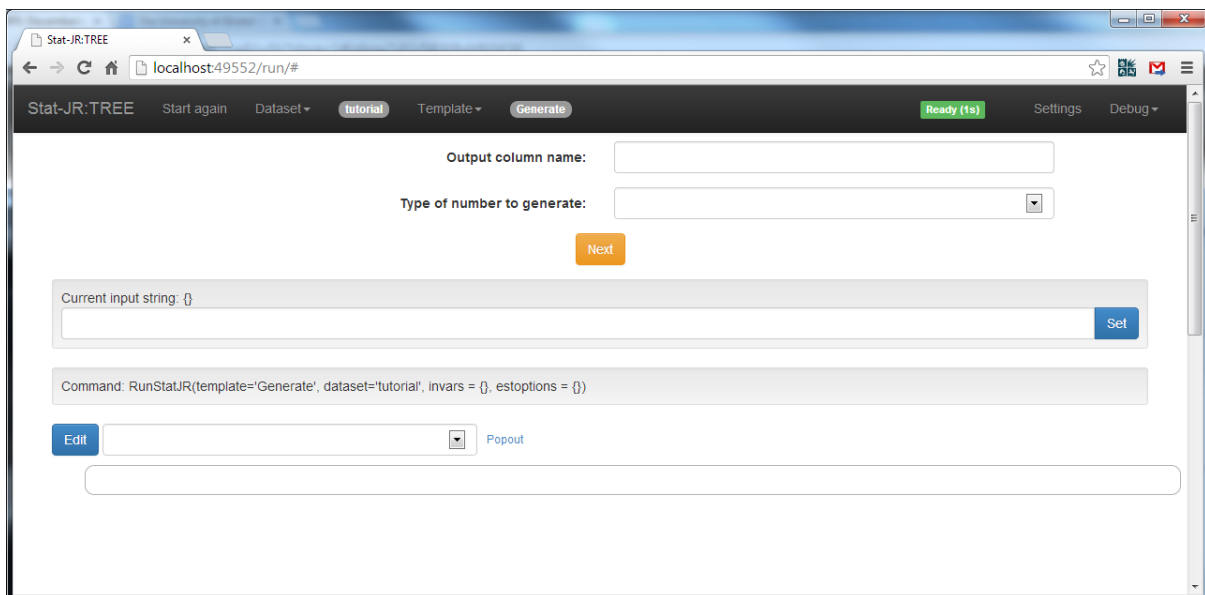 Stat-JR:TREE
localhost:49552/run/#
Stat-JR:TREE Start again Dataset tutorial Template Generate Ready (1s) Settings Debug
Output column name:
Type of number to generate:
Next
Current input string: {}
Set
Command: RunStatJR(template='Generate', dataset='tutorial', invars = {}, estoptions = {})
Edit Popout